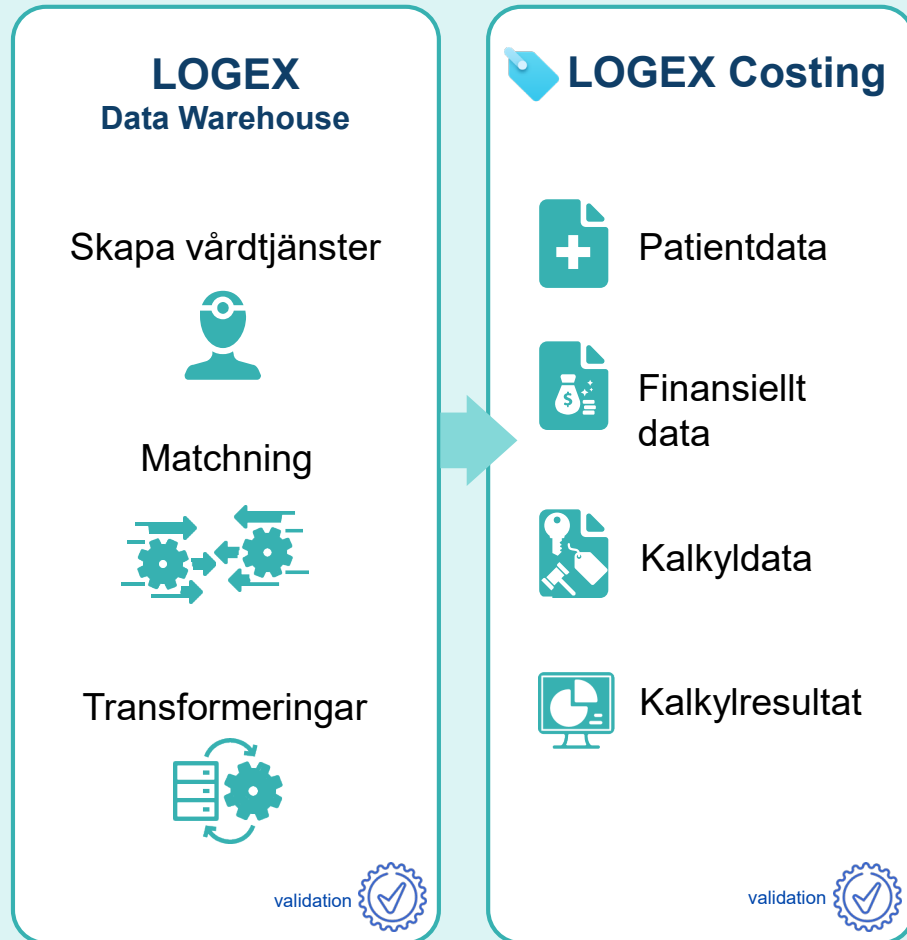 LOGEX
Data Warehouse
Skapa vårdtjänster
Matchning
Transformeringar
validation
LOGEX Costing
Patientdata
Finansiellt
data
Kalkyldata
Kalkylresultat
validation